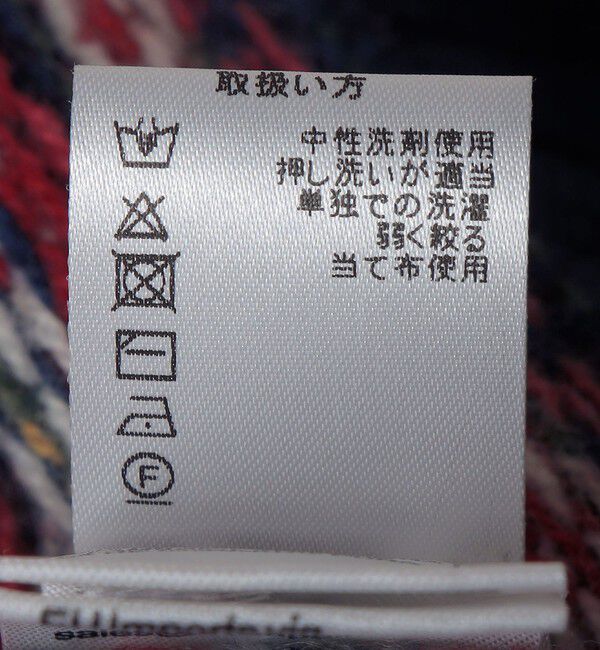 取扱い方
中性洗剤使用
押し洗いが適当
単独での洗濯
弱く絞る
当て布使用
F